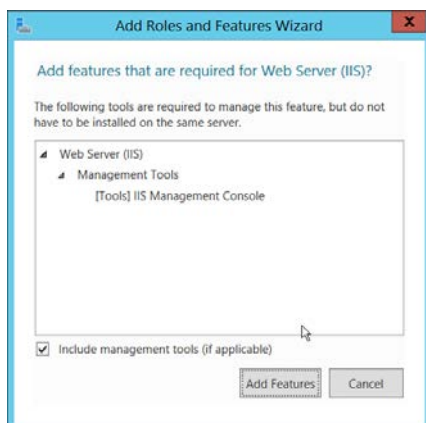 Add Roles and Features Wizard
Add features that are required for Web Server (IIS)?
The following tools are required to manage this feature, but do not
have to be installed on the same server.
Web Server (IIS)
Management Tools
[Tools] IIS Management Console
Include management tools (if applicable)
Add Features
Cancel